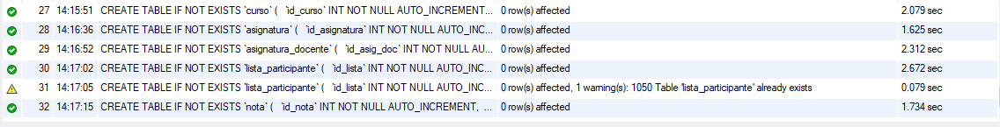 27 14:15:51 CREATE TABLE IF NOT EXISTS `curso` ( `id_curso` INT NOT NULL AUTO_INCREMENT... 0 row(s) affected 2.079 sec
28 14:16:36 CREATE TABLE IF NOT EXISTS `asignatura` ( `id_asignatura` INT NOT NULL AUTO_INC... 0 row(s) affected 1.625 sec
29 14:16:52 CREATE TABLE IF NOT EXISTS `asignatura_docente` ( `id_asig_doc` INT NOT NULL AU... 0 row(s) affected 2.312 sec
30 14:17:02 CREATE TABLE IF NOT EXISTS `lista_participante` ( `id_lista` INT NOT NULL AUTO_INC... 0 row(s) affected 2.672 sec
31 14:17:05 CREATE TABLE IF NOT EXISTS `lista_participante` ( `id_lista` INT NOT NULL AUTO_INC... 0 row(s) affected, 1 warning(s): 1050 Table 'lista_participante' already exists 0.079 sec
32 14:17:15 CREATE TABLE IF NOT EXISTS `nota` ( `id_nota` INT NOT NULL AUTO_INCREMENT, ... 0 row(s) affected 1.734 sec